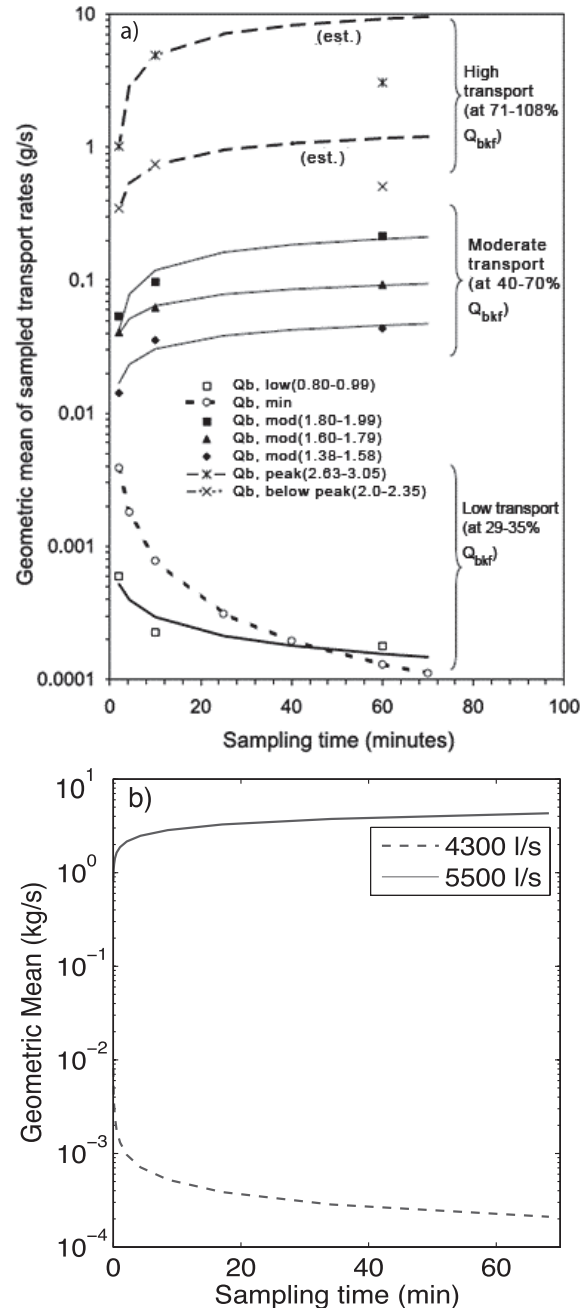 a)
10
1
0.1
0.01
0.001
0.0001
Geometric mean of sampled transport rates (g/s)
(est.)
(est.)
High
transport
(at 71-108%
Qbkf)
Moderate
transport
(at 40-70%
Qbkf)
Low transport
(at 29-35%
Qbkf)
Qb, low(0.80-0.99)
Qb, min
Qb, mod(1.80-1.99)
Qb, mod(1.60-1.79)
Qb, mod(1.38-1.58)
Qb, peak(2.63-3.05)
Qb, below peak(2.0-2.35)
0 20 40 60 80 100
Sampling time (minutes)
b)
10^1
10^0
10^-1
10^-2
10^-3
10^-4
Geometric Mean (kg/s)
4300 l/s
5500 l/s
0 20 40 60
Sampling time (min)